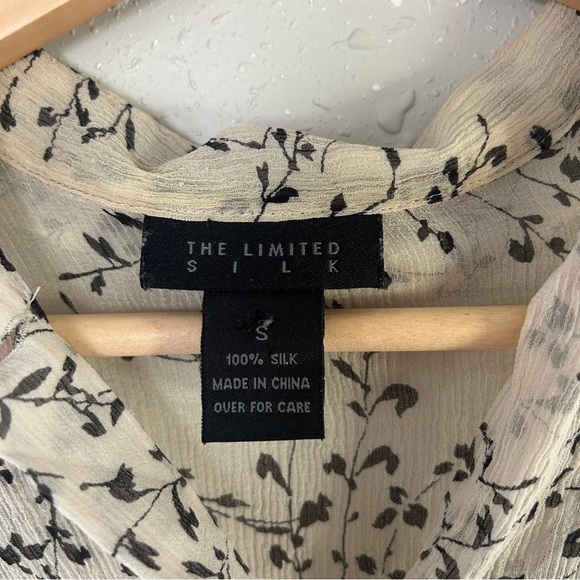 THE LIMITED
SILK
S
100% SILK
MADE IN CHINA
OVER FOR CARE